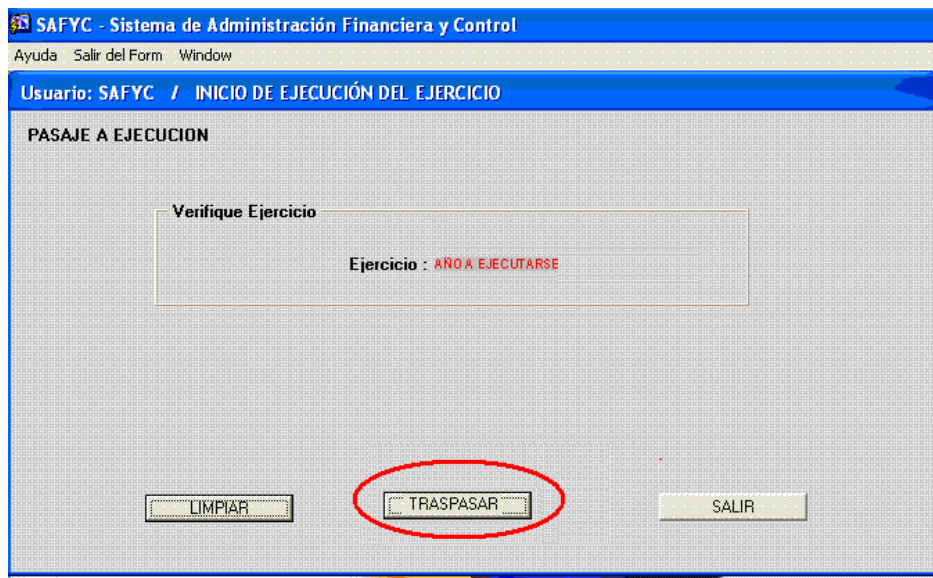 SAFYC - Sistema de Administración Financiera y Control
Ayuda Salir del Form Window
Usuario: SAFYC / INICIO DE EJECUCIÓN DEL EJERCICIO
PASAJE A EJECUCION
Verifique Ejercicio
Ejercicio : AÑO A EJECUTARSE
LIMPIAR TRASPASAR SALIR